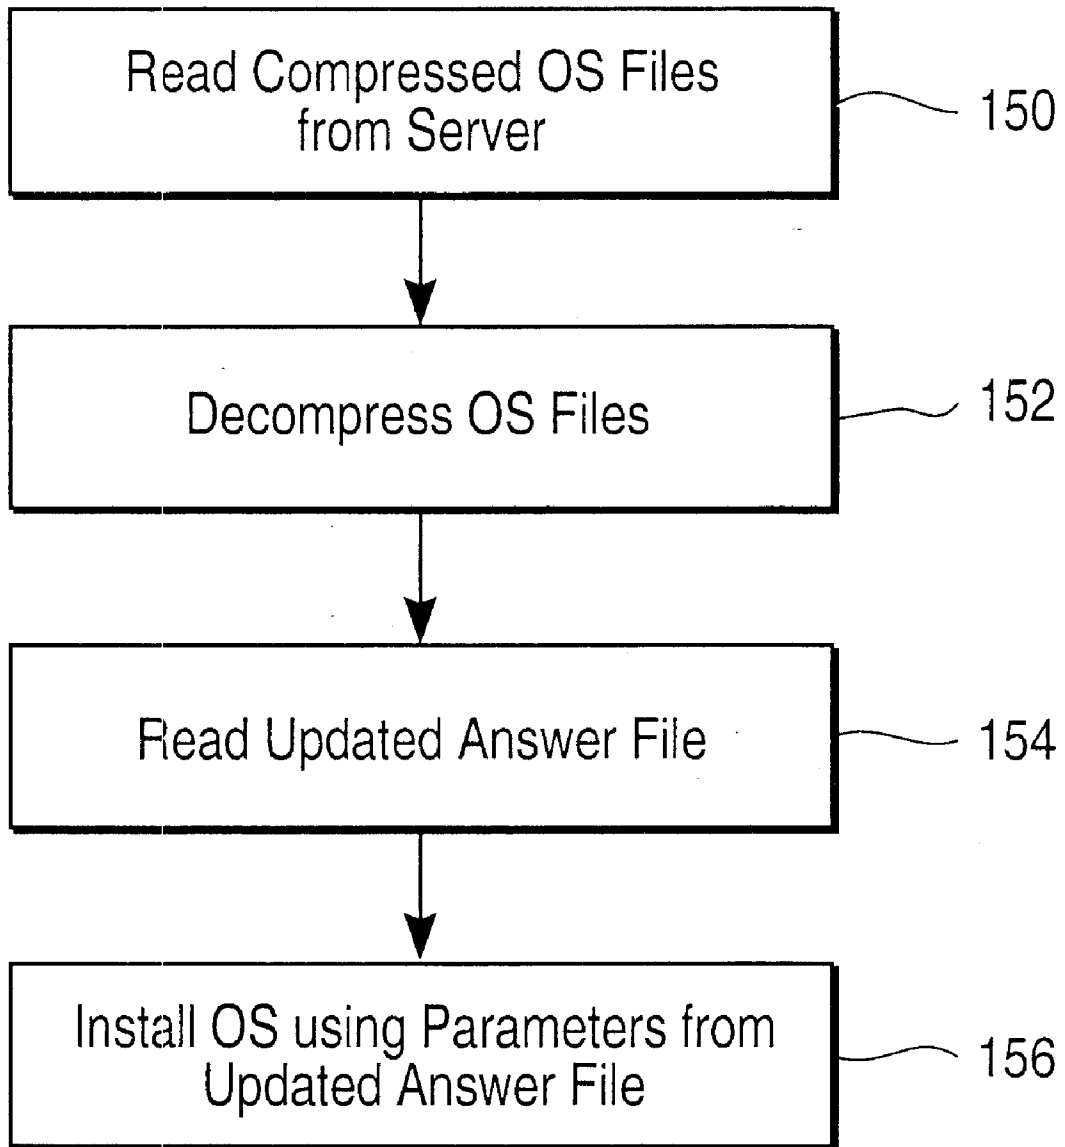 Read Compressed OS Files
from Server
150
Decompress OS Files
152
Read Updated Answer File
154
Install OS using Parameters from
Updated Answer File
156